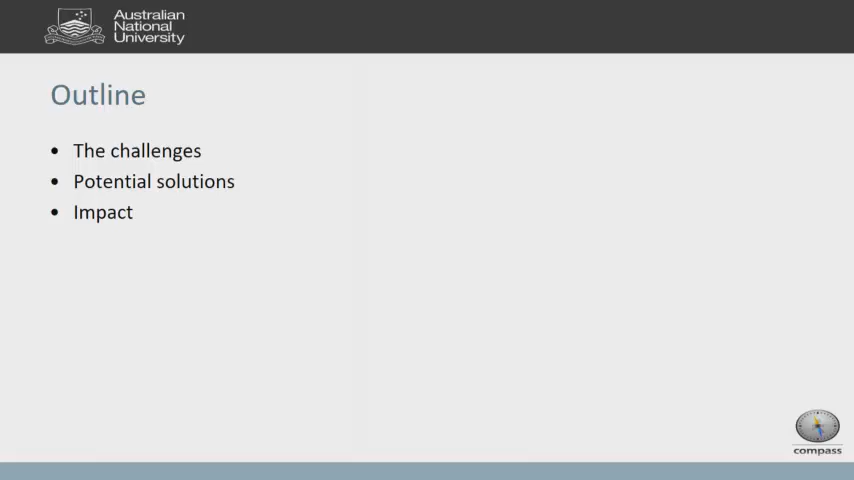 Australian
National
University
Outline
• The challenges
• Potential solutions
• Impact
compass